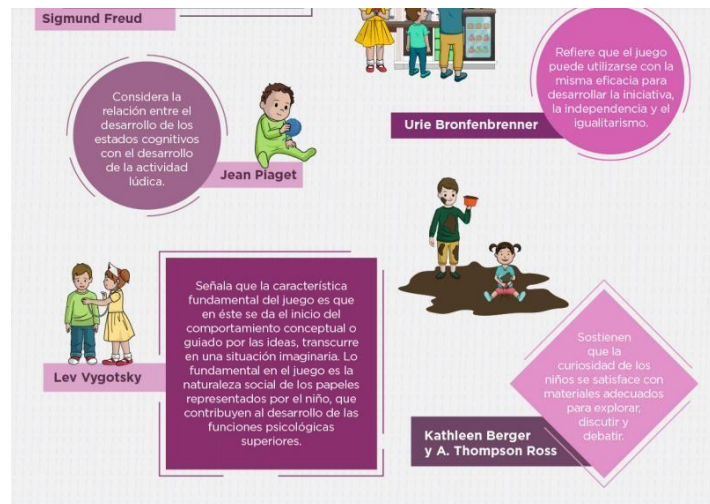 Sigmund Freud
Refiere que el juego
puede utilizarse con la
misma eficacia para
desarrollar la iniciativa,
la independencia y el
igualitarismo.
Urie Bronfenbrenner
Considera la
relación entre el
desarrollo de los
estados cognitivos
con el desarrollo
de la actividad
lúdica.
Jean Piaget
Señala que la característica
fundamental del juego es que
en éste se da el inicio del
comportamiento conceptual o
guiado por las ideas, transcurre
en una situación imaginaria. Lo
fundamental en el juego es la
naturaleza social de los papeles
representados por el niño, que
contribuyen al desarrollo de las
funciones psicológicas
superiores.
Lev Vygotsky
Sostienen
que la
curiosidad de los
niños se satisface con
materiales adecuados
para explorar,
discutir y
debatir.
Kathleen Berger
y A. Thompson Ross